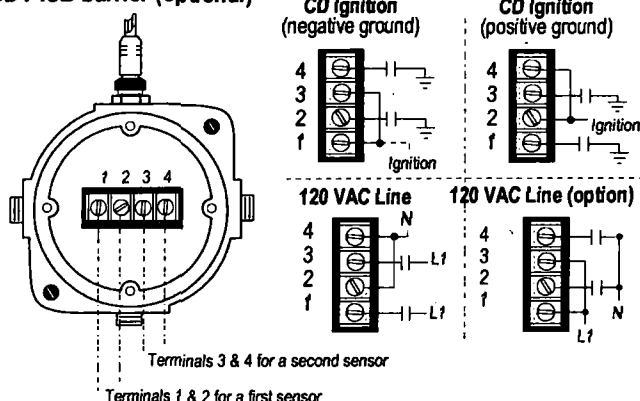 Barrier (optional)
CD Ignition
(negative ground)
4
3
2
1
Ignition
CD Ignition
(positive ground)
4
3
2
1
Ignition
1 2 3 4
120 VAC Line
N
4
3
2
1
L1
L1
120 VAC Line (option)
4
3
2
1
L1
N
Terminals 3 & 4 for a second sensor
Terminals 1 & 2 for a first sensor